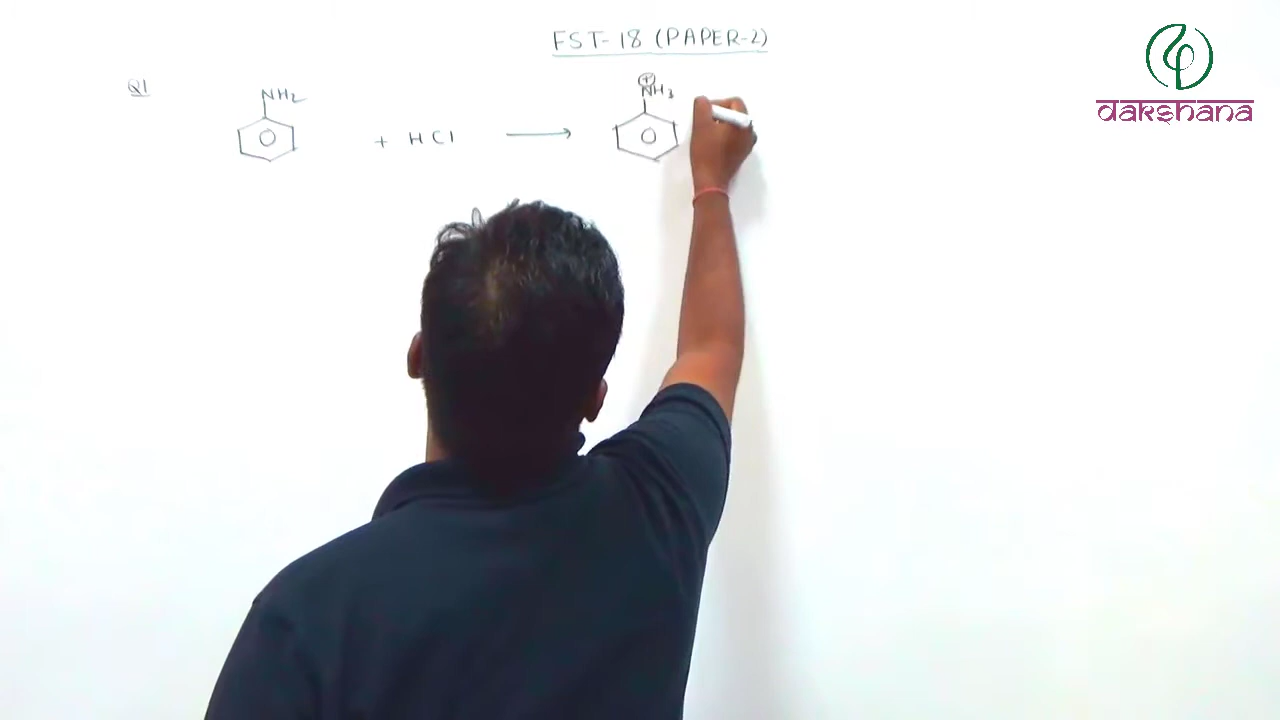 FST-18 (PAPER-2)
dakshana
Q1
NH2 + HCl ⟶ ⊕NH3